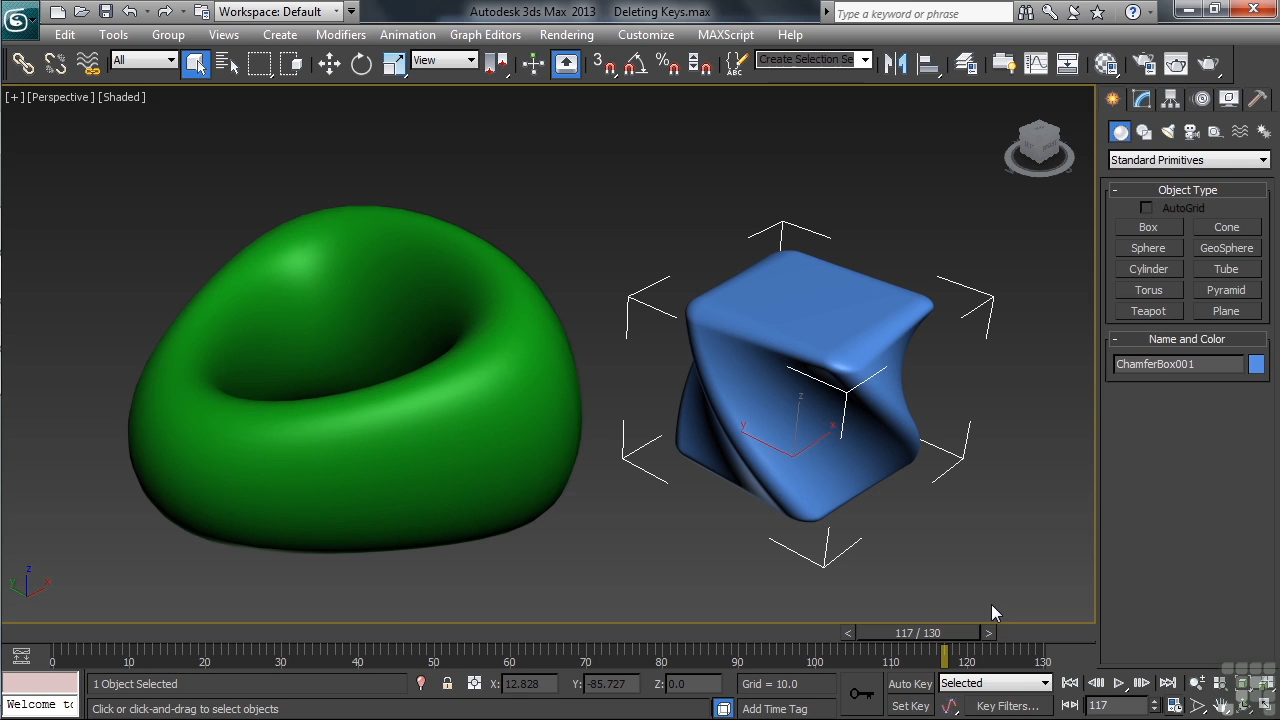 Workspace: Default
Autodesk 3ds Max 2013 Deleting Keys.max
Type a keyword or phrase
Edit Tools Group Views Create Modifiers Animation Graph Editors Rendering Customize MAXScript Help
All
View
3
Create Selection Se
[+] [Perspective] [Shaded]
Standard Primitives
- Object Type
AutoGrid
Box Cone
Sphere GeoSphere
Cylinder Tube
Torus Pyramid
Teapot Plane
- Name and Color
ChamferBox001
z
y x
z
y x
< 117 / 130 >
0 10 20 30 40 50 60 70 80 90 100 110 120 130
1 Object Selected X: 12.828 Y: -85.727 Z: 0.0 Grid = 10.0 Auto Key Selected
Welcome to Click or click-and-drag to select objects Add Time Tag Set Key Key Filters... 117